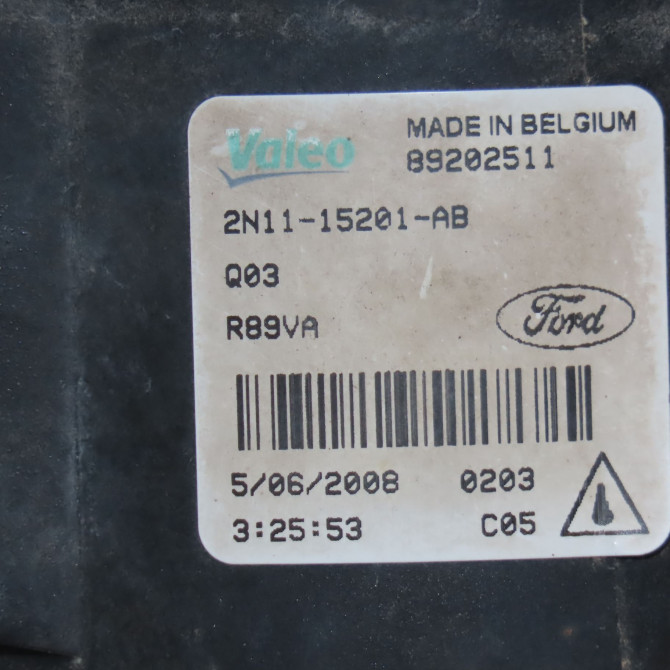 Valeo MADE IN BELGIUM
89202511
2N11-15201-AB
Q03
R89VA Ford
5/06/2008 0203
3:25:53 C05